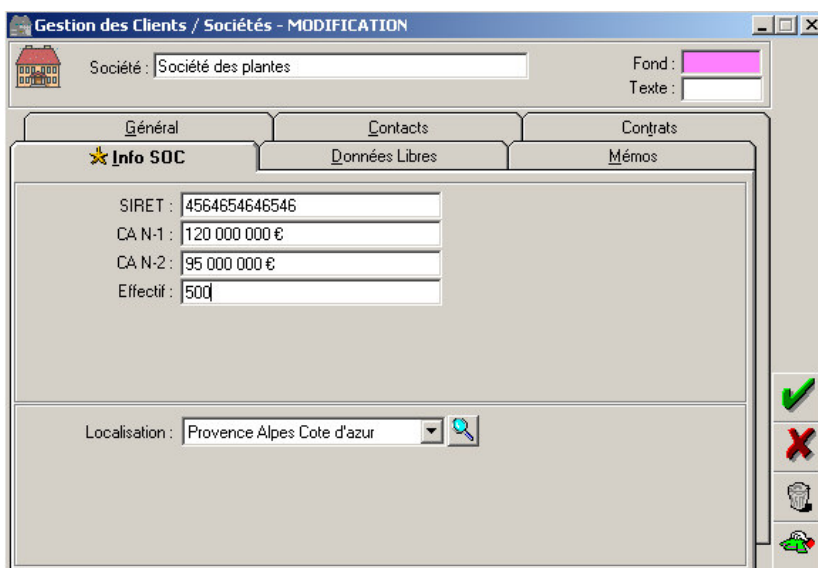 Gestion des Clients / Sociétés - MODIFICATION
Société : Société des plantes
Fond :
Texte :
Général Contacts Contrats
Info SOC Données Libres Mémos
SIRET : 4564654646546
CA N-1 : 120 000 000 €
CA N-2 : 95 000 000 €
Effectif : 500
Localisation : Provence Alpes Cote d'azur